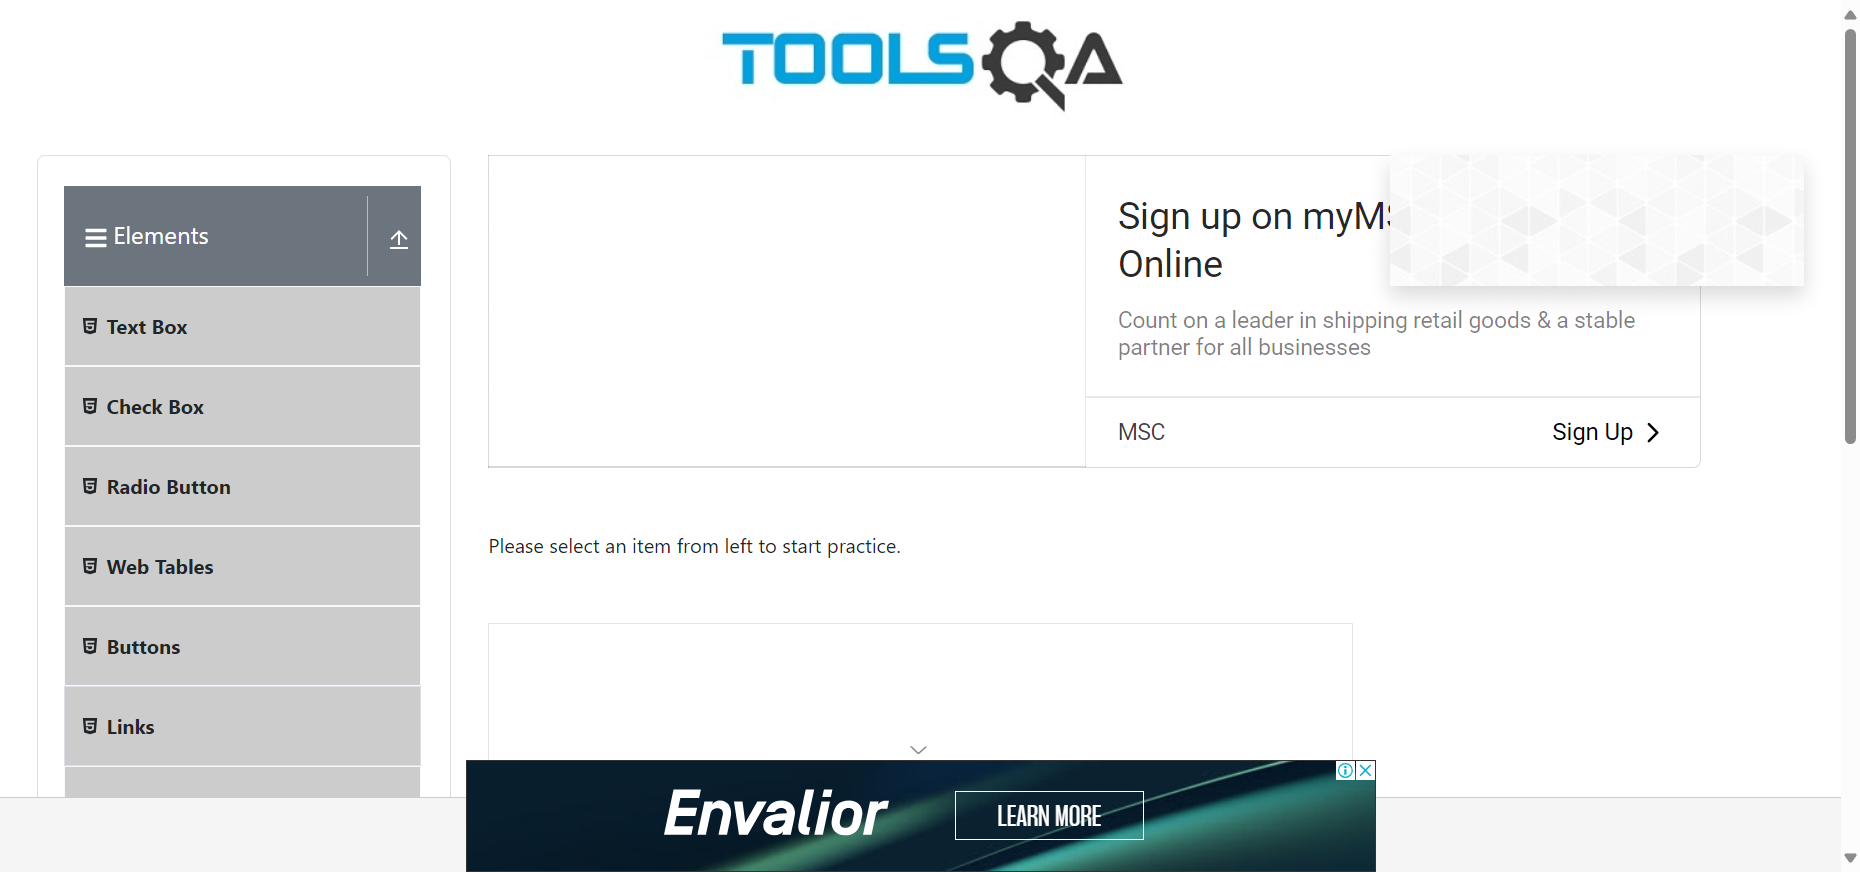 TOOLSQA
Elements
Text Box
Check Box
Radio Button
Web Tables
Buttons
Links
Sign up on
Online
Count on a leader in shipping retail goods & a stable
partner for all businesses
MSC
Sign Up
Please select an item from left to start practice.
Envalior
LEARN MORE